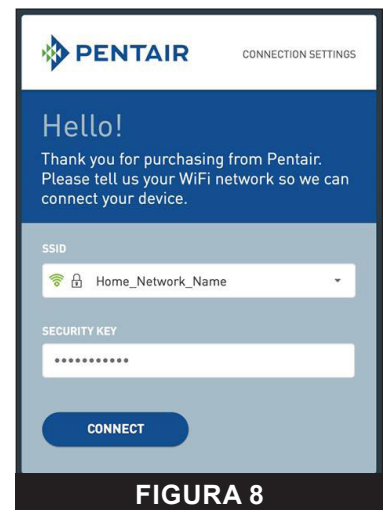 PENTAIR
CONNECTION SETTINGS
Hello!
Thank you for purchasing from Pentair.
Please tell us your WiFi network so we can
connect your device.
SSID
Home_Network_Name
SECURITY KEY
•••••••••••
CONNECT
FIGURA 8